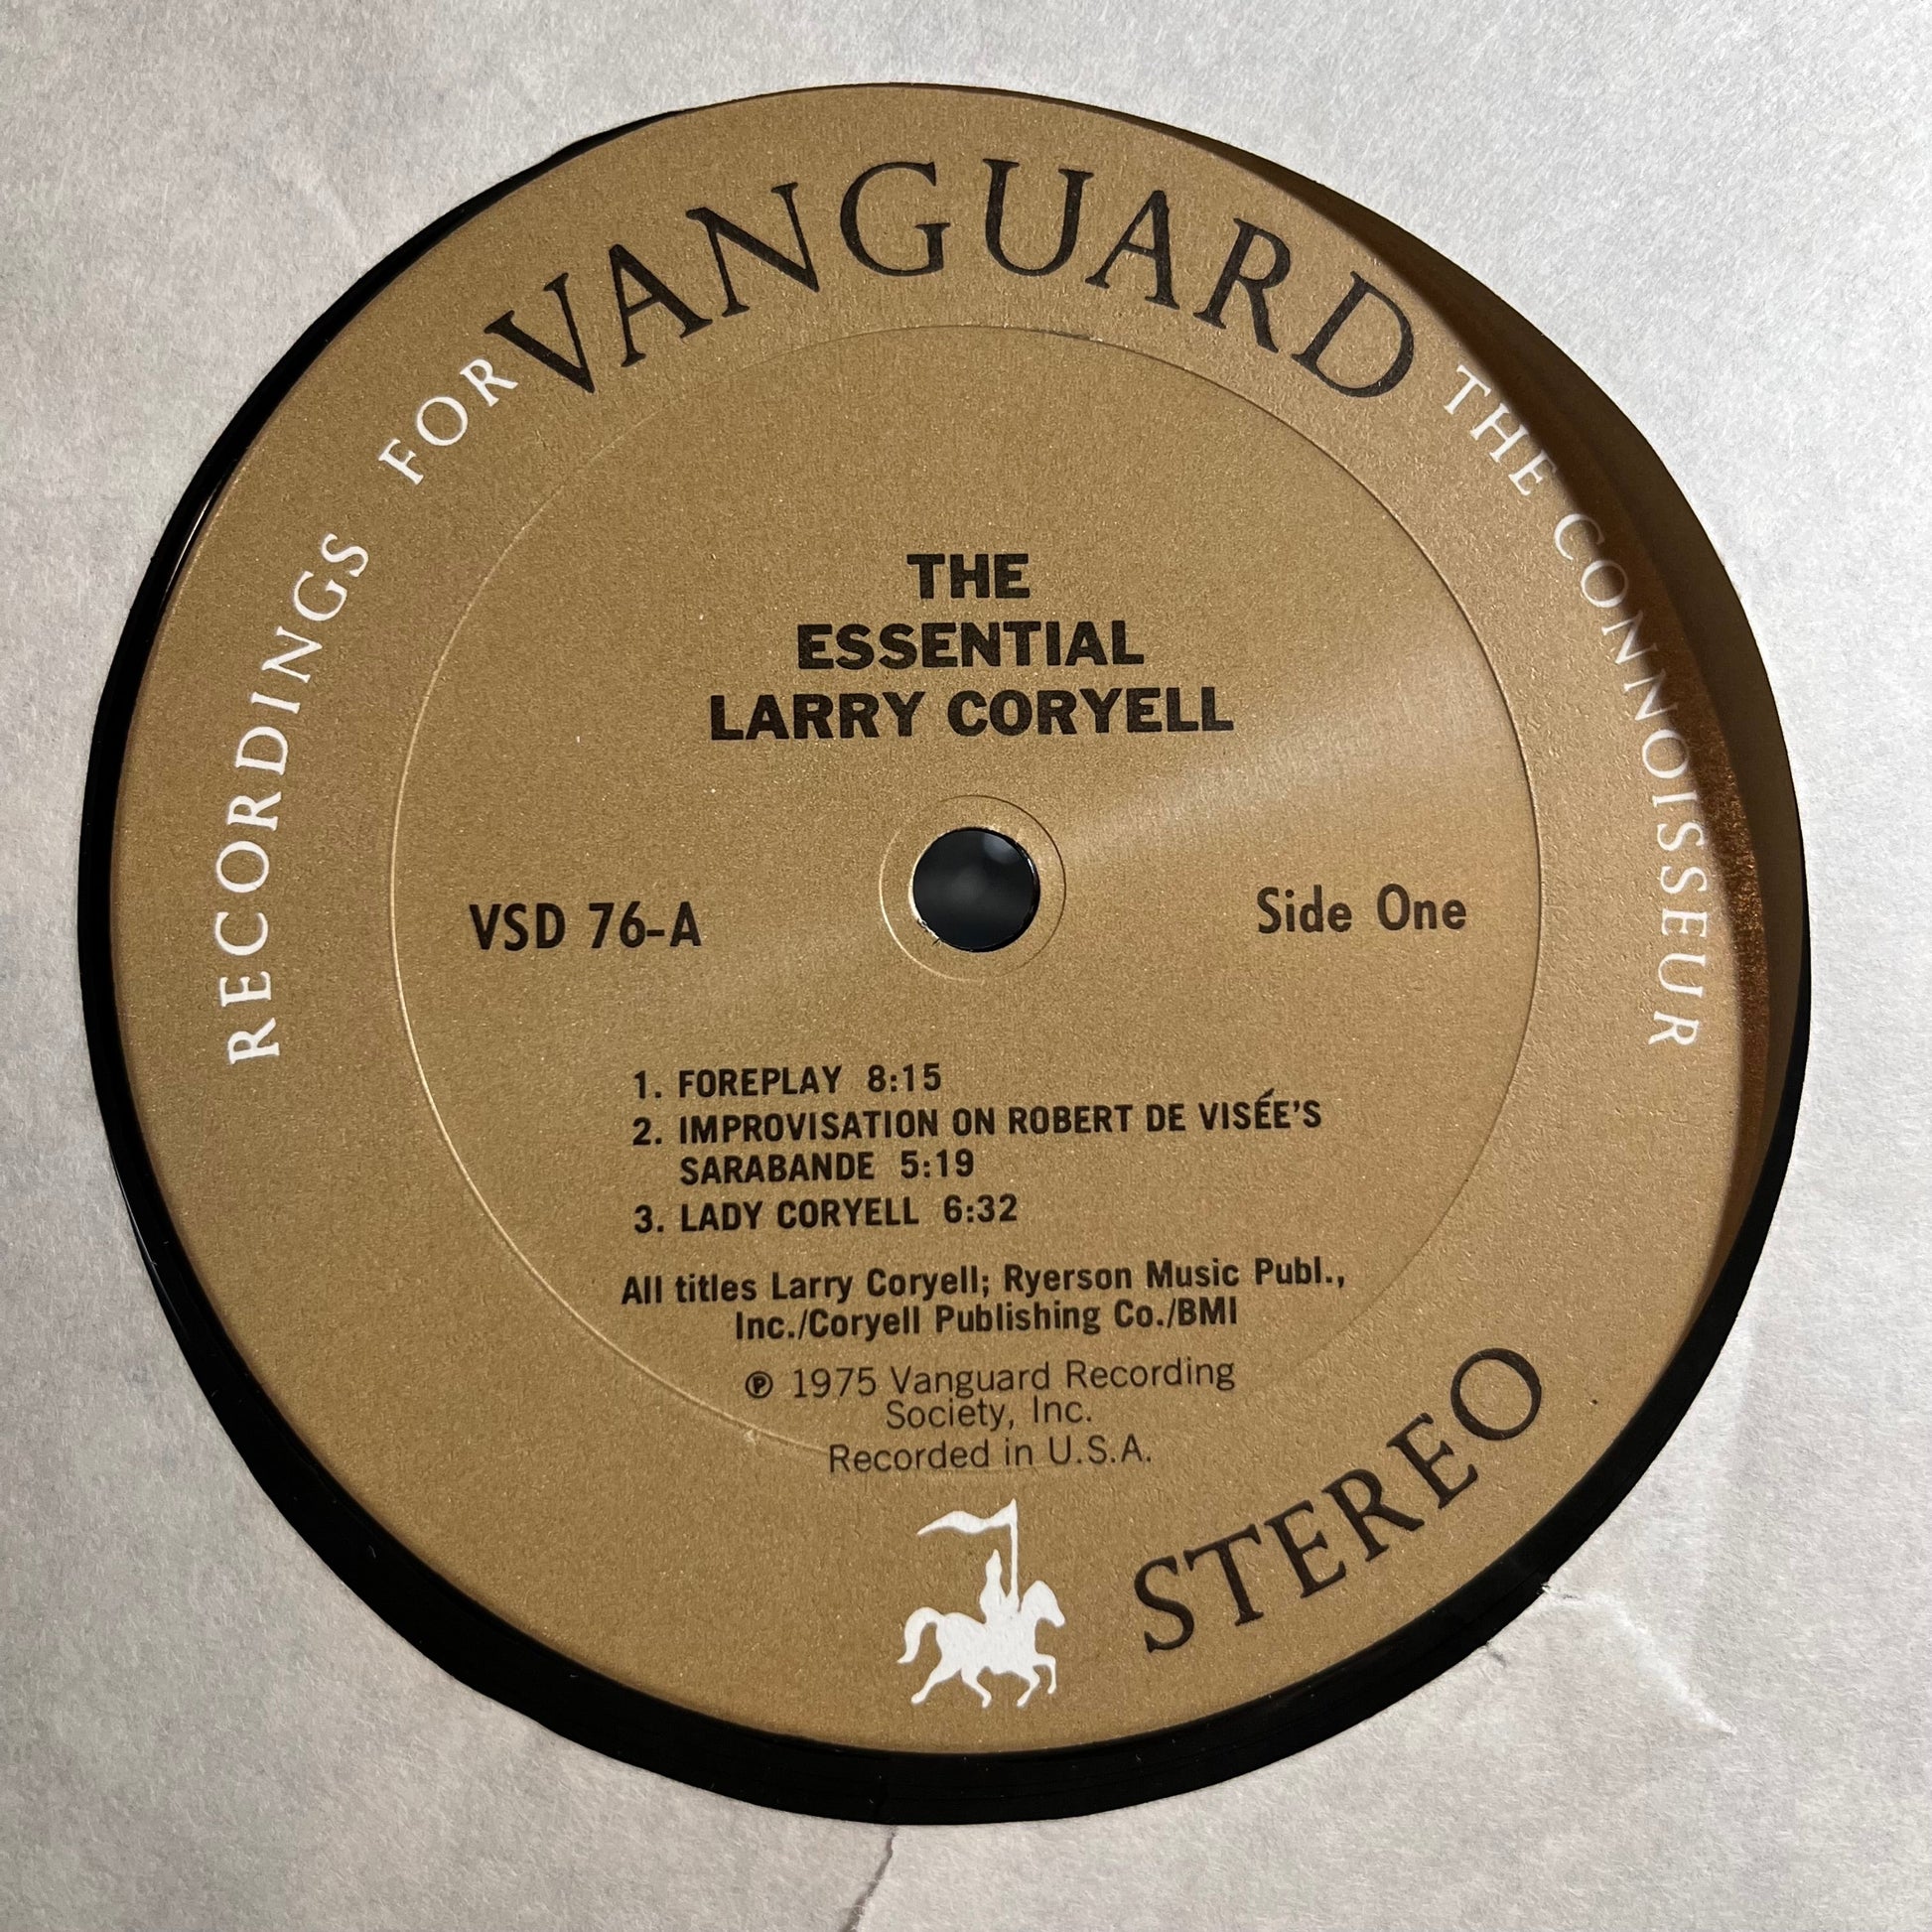 RECORDINGS FOR VANGUARD THE CONNOISSEUR
THE
ESSENTIAL
LARRY CORYELL
VSD 76-A
Side One
1. FOREPLAY 8:15
2. IMPROVISATION ON ROBERT DE VISÉE'S
SARABANDE 5:19
3. LADY CORYELL 6:32
All titles Larry Coryell; Ryerson Music Publ.,
Inc./Coryell Publishing Co./BMI
℗ 1975 Vanguard Recording
Society, Inc.
Recorded in U.S.A.
STEREO